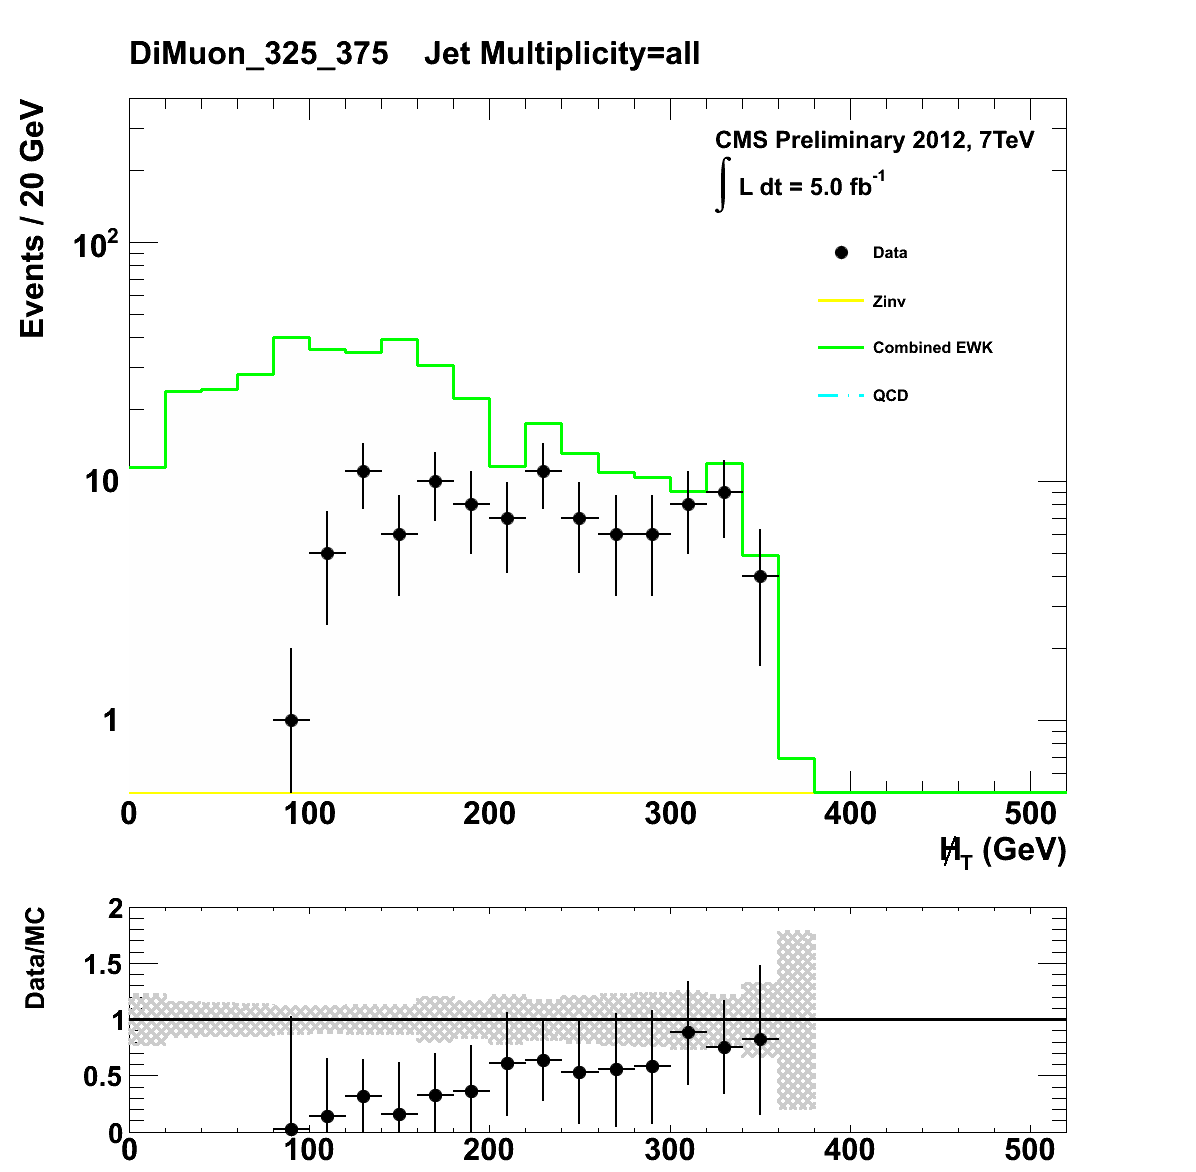 DiMuon_325_375 Jet Multiplicity=all
Events / 20 GeV
CMS Preliminary 2012, 7TeV
∫ L dt = 5.0 fb⁻¹
Data
Zinv
Combined EWK
QCD
10²
10
1
0 100 200 300 400 500
H̸_T (GeV)
Data/MC
2
1.5
1
0.5
0
0 100 200 300 400 500